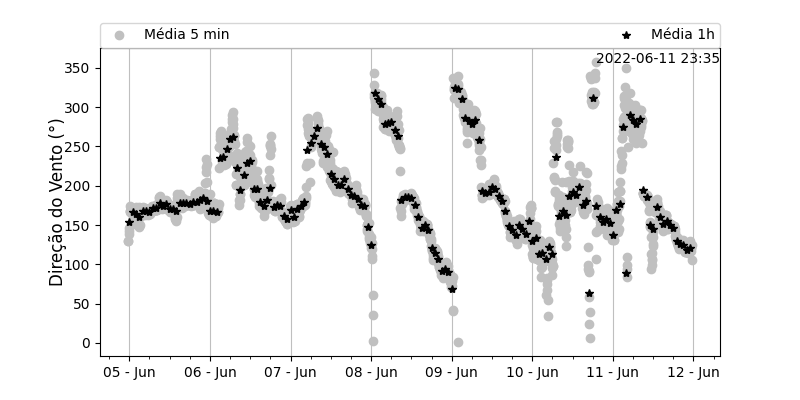 Média 5 min
Média 1h
2022-06-11 23:35
Direção do Vento (°)
350
300
250
200
150
100
50
0
05 - Jun
06 - Jun
07 - Jun
08 - Jun
09 - Jun
10 - Jun
11 - Jun
12 - Jun